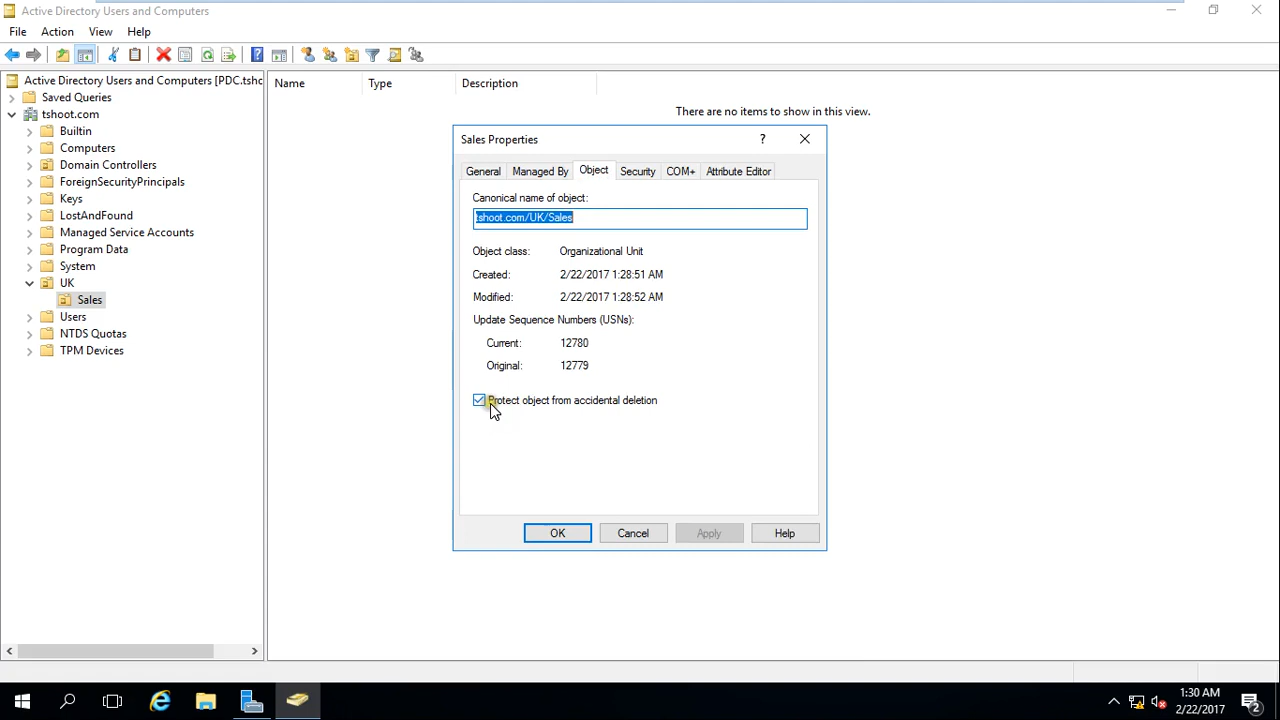 Active Directory Users and Computers
File Action View Help
Active Directory Users and Computers [PDC.tshc
Saved Queries
tshoot.com
Builtin
Computers
Domain Controllers
ForeignSecurityPrincipals
Keys
LostAndFound
Managed Service Accounts
Program Data
System
UK
Sales
Users
NTDS Quotas
TPM Devices
Name Type Description
There are no items to show in this view.
Sales Properties
General Managed By Object Security COM+ Attribute Editor
Canonical name of object:
tshoot.com/UK/Sales
Object class: Organizational Unit
Created: 2/22/2017 1:28:51 AM
Modified: 2/22/2017 1:28:52 AM
Update Sequence Numbers (USNs):
Current: 12780
Original: 12779
Protect object from accidental deletion
OK Cancel Apply Help
1:30 AM
2/22/2017
2